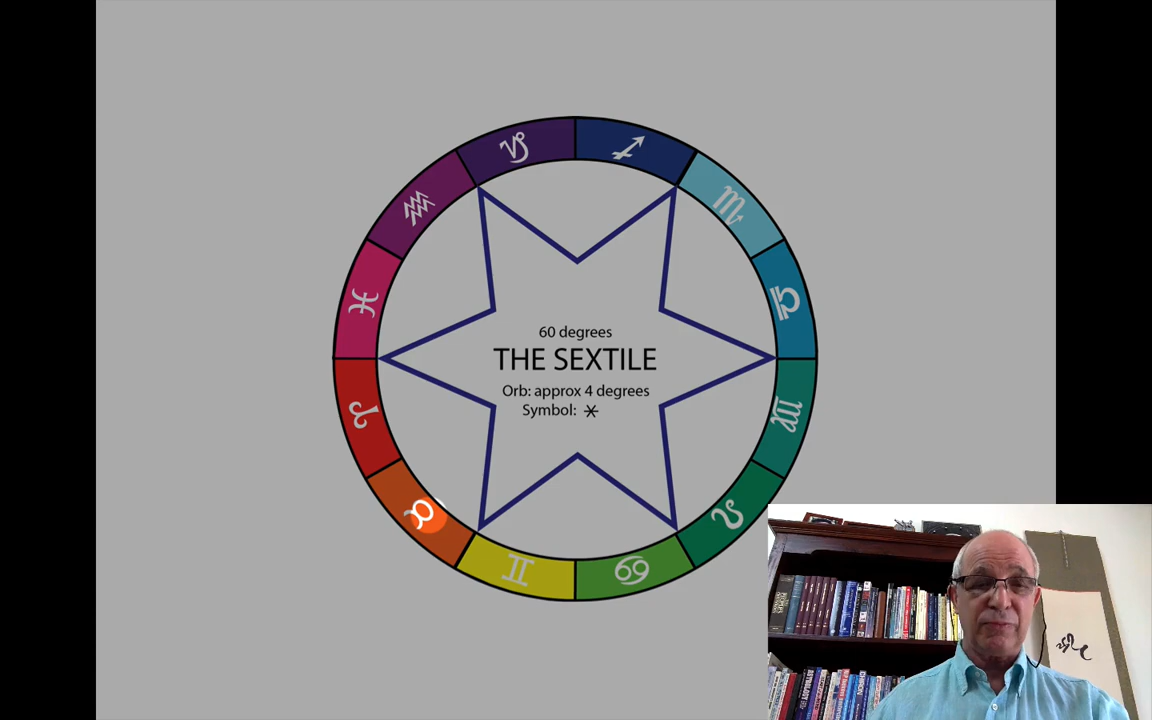 ♑ ♐
♒ ♏
♓ ♎
60 degrees
THE SEXTILE
Orb: approx 4 degrees
Symbol: ⚹
♈ ♍
♉ ♌
♊ ♋